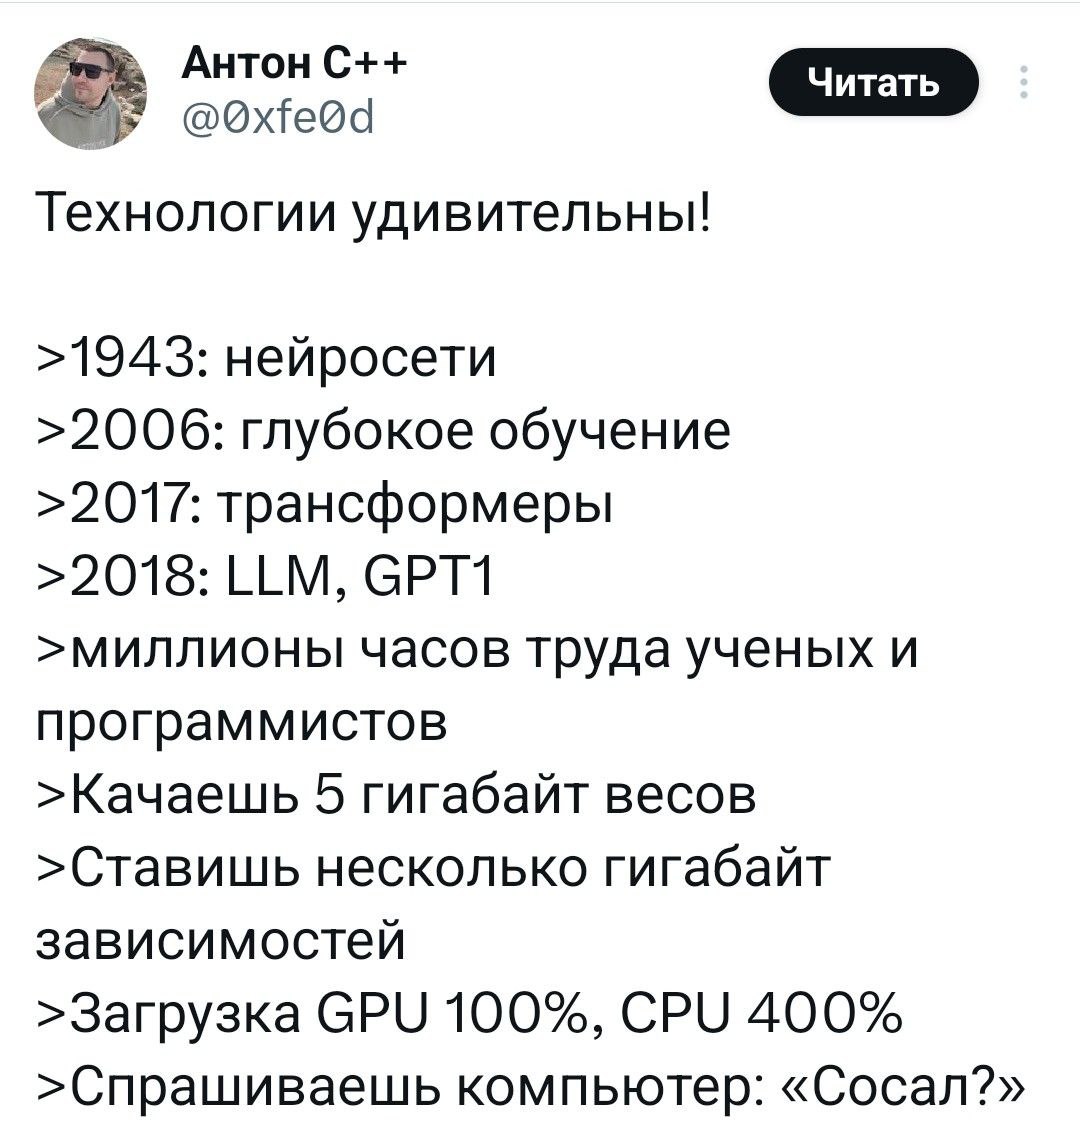 Антон C++
@0xfe0d
Читать
Технологии удивительны!
>1943: нейросети
>2006: глубокое обучение
>2017: трансформеры
>2018: LLM, GPT1
>миллионы часов труда ученых и
программистов
>Качаешь 5 гигабайт весов
>Ставишь несколько гигабайт
зависимостей
>Загрузка GPU 100%, CPU 400%
>Спрашиваешь компьютер: «Сосал?»